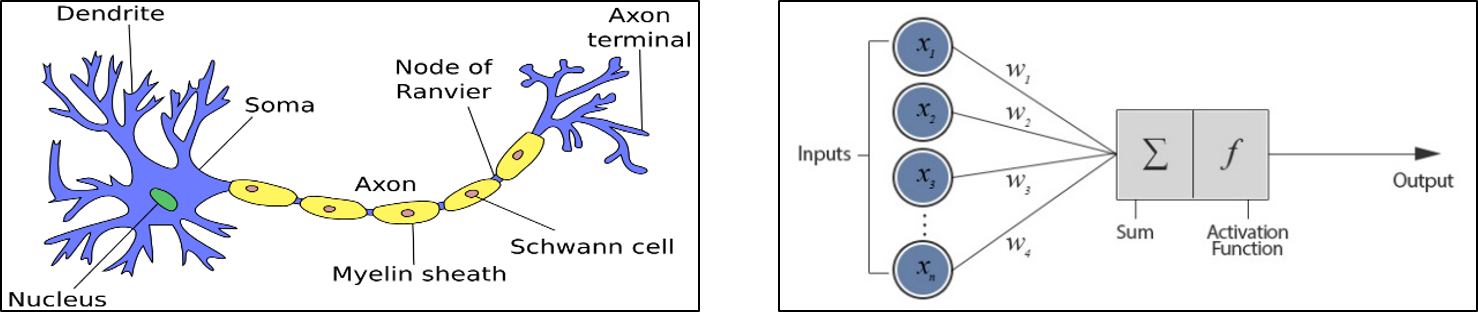 Dendrite
Axon
terminal
Node of
Ranvier
Soma
Axon
Schwann cell
Myelin sheath
Nucleus
x1
w1
x2
w2
Inputs
x3
w3
xn
w4
Σ
f
Output
Sum
Activation
Function